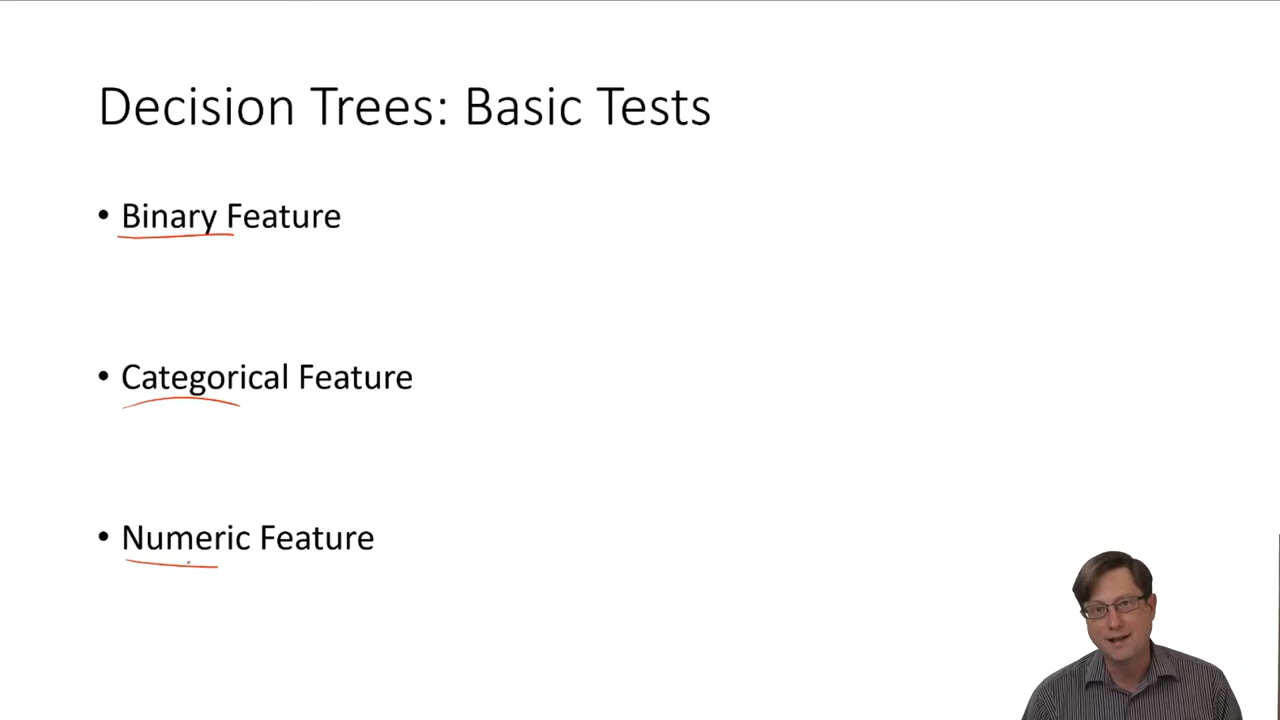 Decision Trees: Basic Tests
• Binary Feature
• Categorical Feature
• Numeric Feature